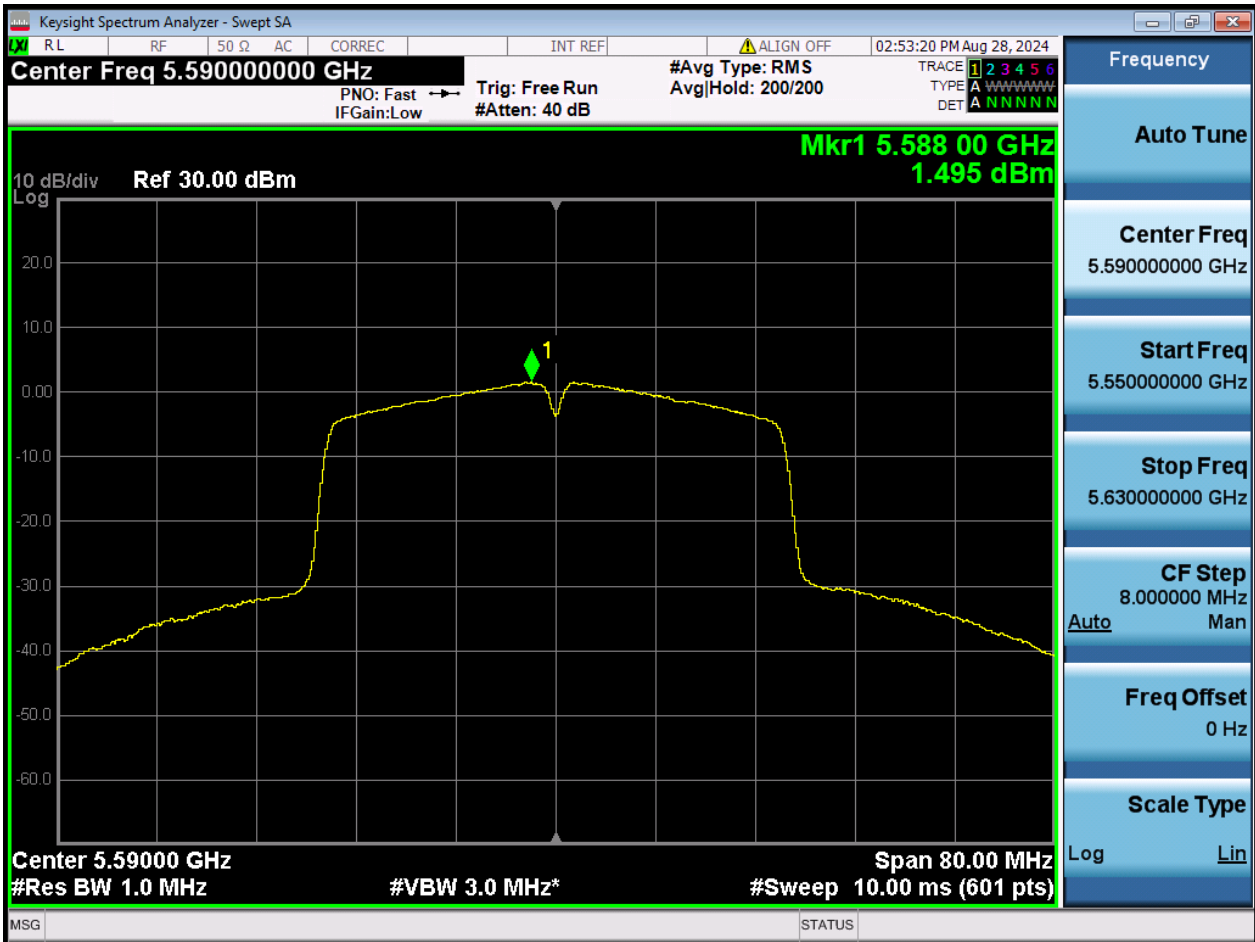 Keysight Spectrum Analyzer - Swept SA
LXI RL RF 50 Ω AC CORREC INT REF ALIGN OFF 02:53:20 PM Aug 28, 2024
Center Freq 5.590000000 GHz
PNO: Fast
IFGain:Low
Trig: Free Run
#Atten: 40 dB
#Avg Type: RMS
Avg|Hold: 200/200
TRACE 1 2 3 4 5 6
TYPE A WWWWW
DET A N N N N N
Mkr1 5.588 00 GHz
1.495 dBm
10 dB/div Ref 30.00 dBm
Log
20.0
10.0
1
0.00
-10.0
-20.0
-30.0
-40.0
-50.0
-60.0
Center 5.59000 GHz Span 80.00 MHz
#Res BW 1.0 MHz #VBW 3.0 MHz* #Sweep 10.00 ms (601 pts)
MSG STATUS
Frequency
Auto Tune
Center Freq
5.590000000 GHz
Start Freq
5.550000000 GHz
Stop Freq
5.630000000 GHz
CF Step
8.000000 MHz
Auto Man
Freq Offset
0 Hz
Scale Type
Log Lin